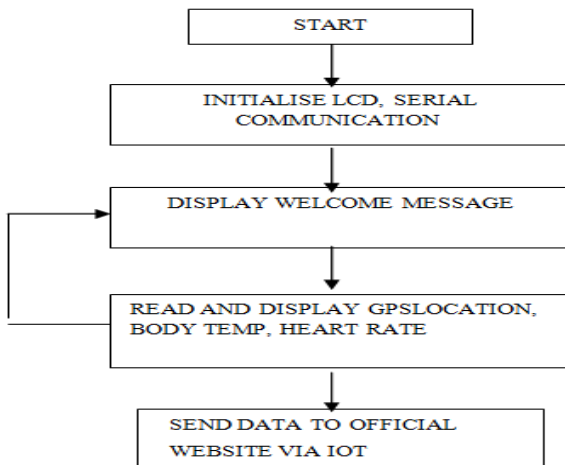 START
INITIALISE LCD, SERIAL
COMMUNICATION
DISPLAY WELCOME MESSAGE
READ AND DISPLAY GPSLOCATION,
BODY TEMP, HEART RATE
SEND DATA TO OFFICIAL
WEBSITE VIA IOT